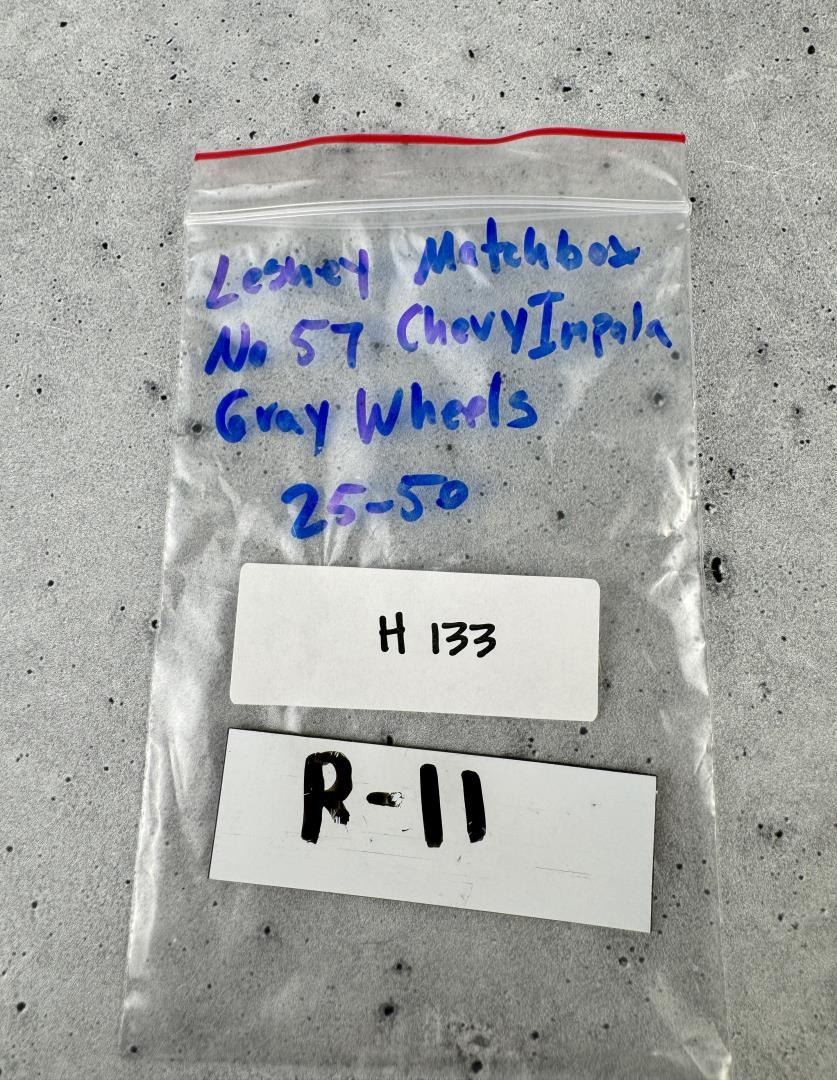 Lesney Matchbox
No 57 Chevy Impala
Gray Wheels
25-50
H 133
R-11